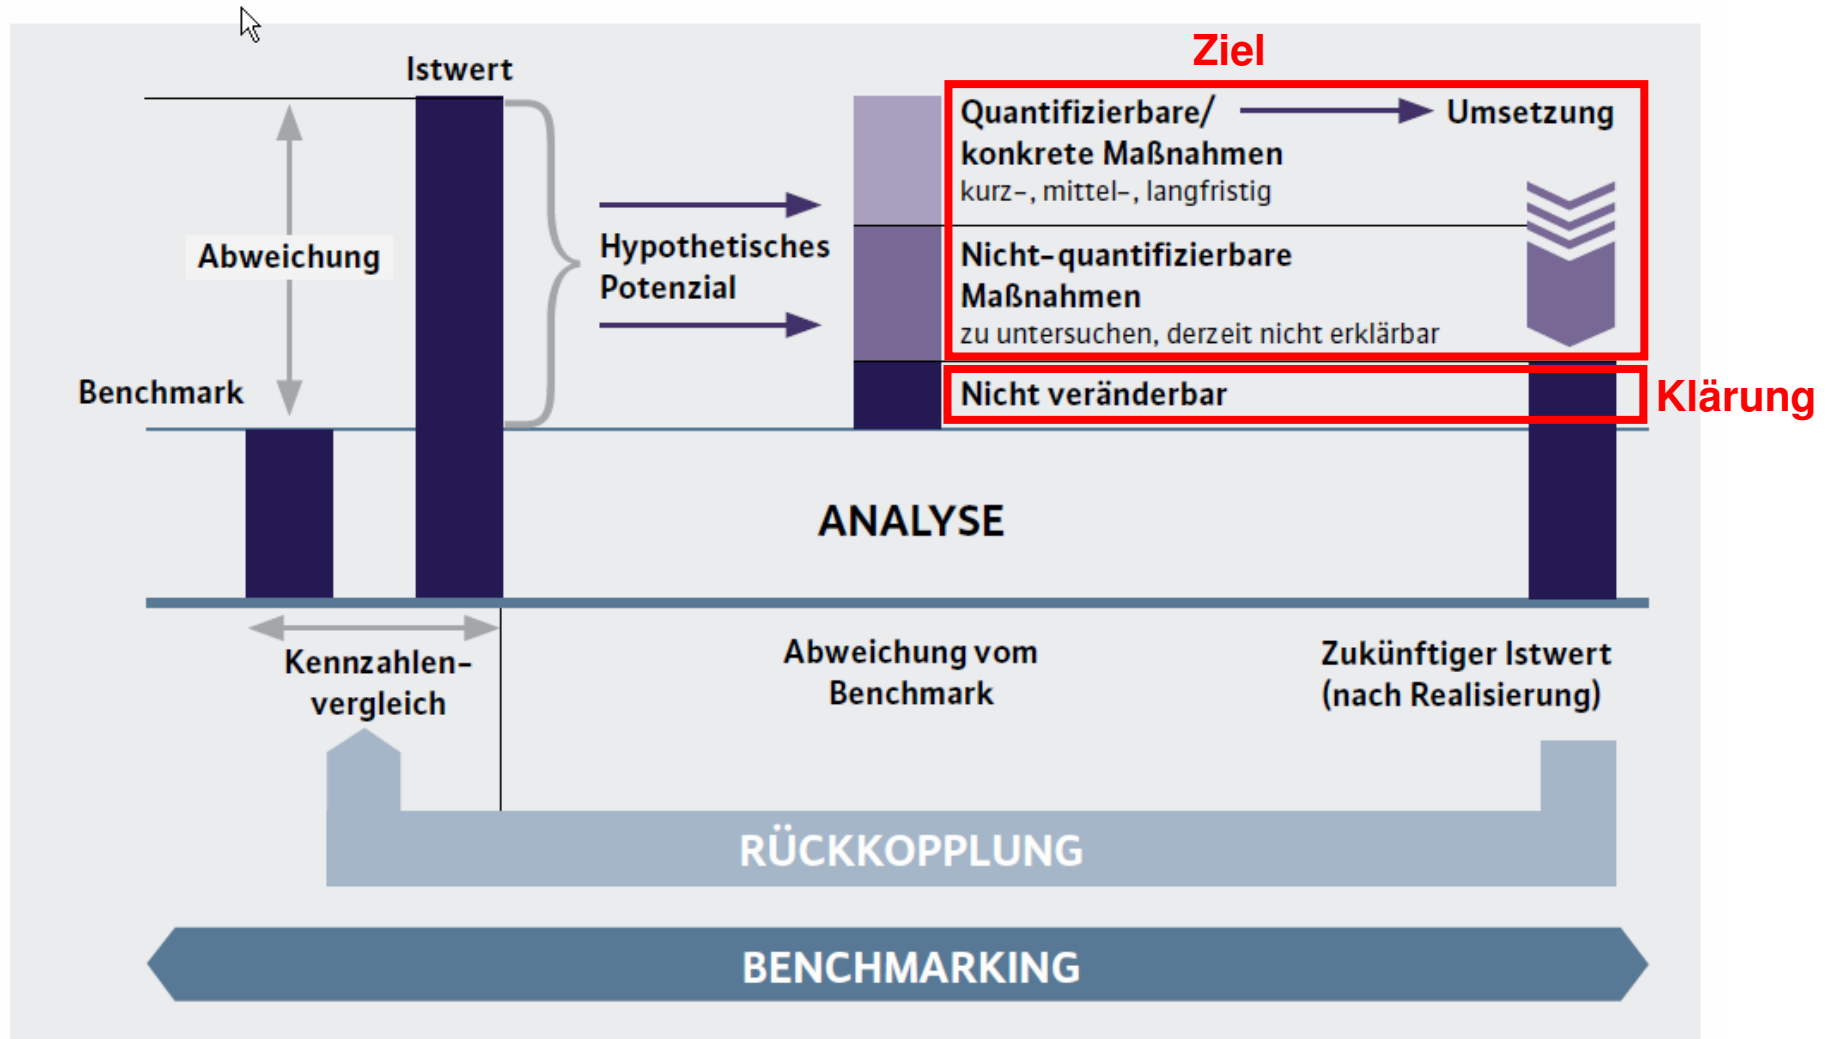 Ziel
Istwert
Quantifizierbare/
konkrete Maßnahmen
kurz-, mittel-, langfristig
Umsetzung
Abweichung
Hypothetisches
Potenzial
Nicht-quantifizierbare
Maßnahmen
zu untersuchen, derzeit nicht erklärbar
Benchmark
Nicht veränderbar
Klärung
ANALYSE
Kennzahlen-
vergleich
Abweichung vom
Benchmark
Zukünftiger Istwert
(nach Realisierung)
RÜCKKOPPLUNG
BENCHMARKING